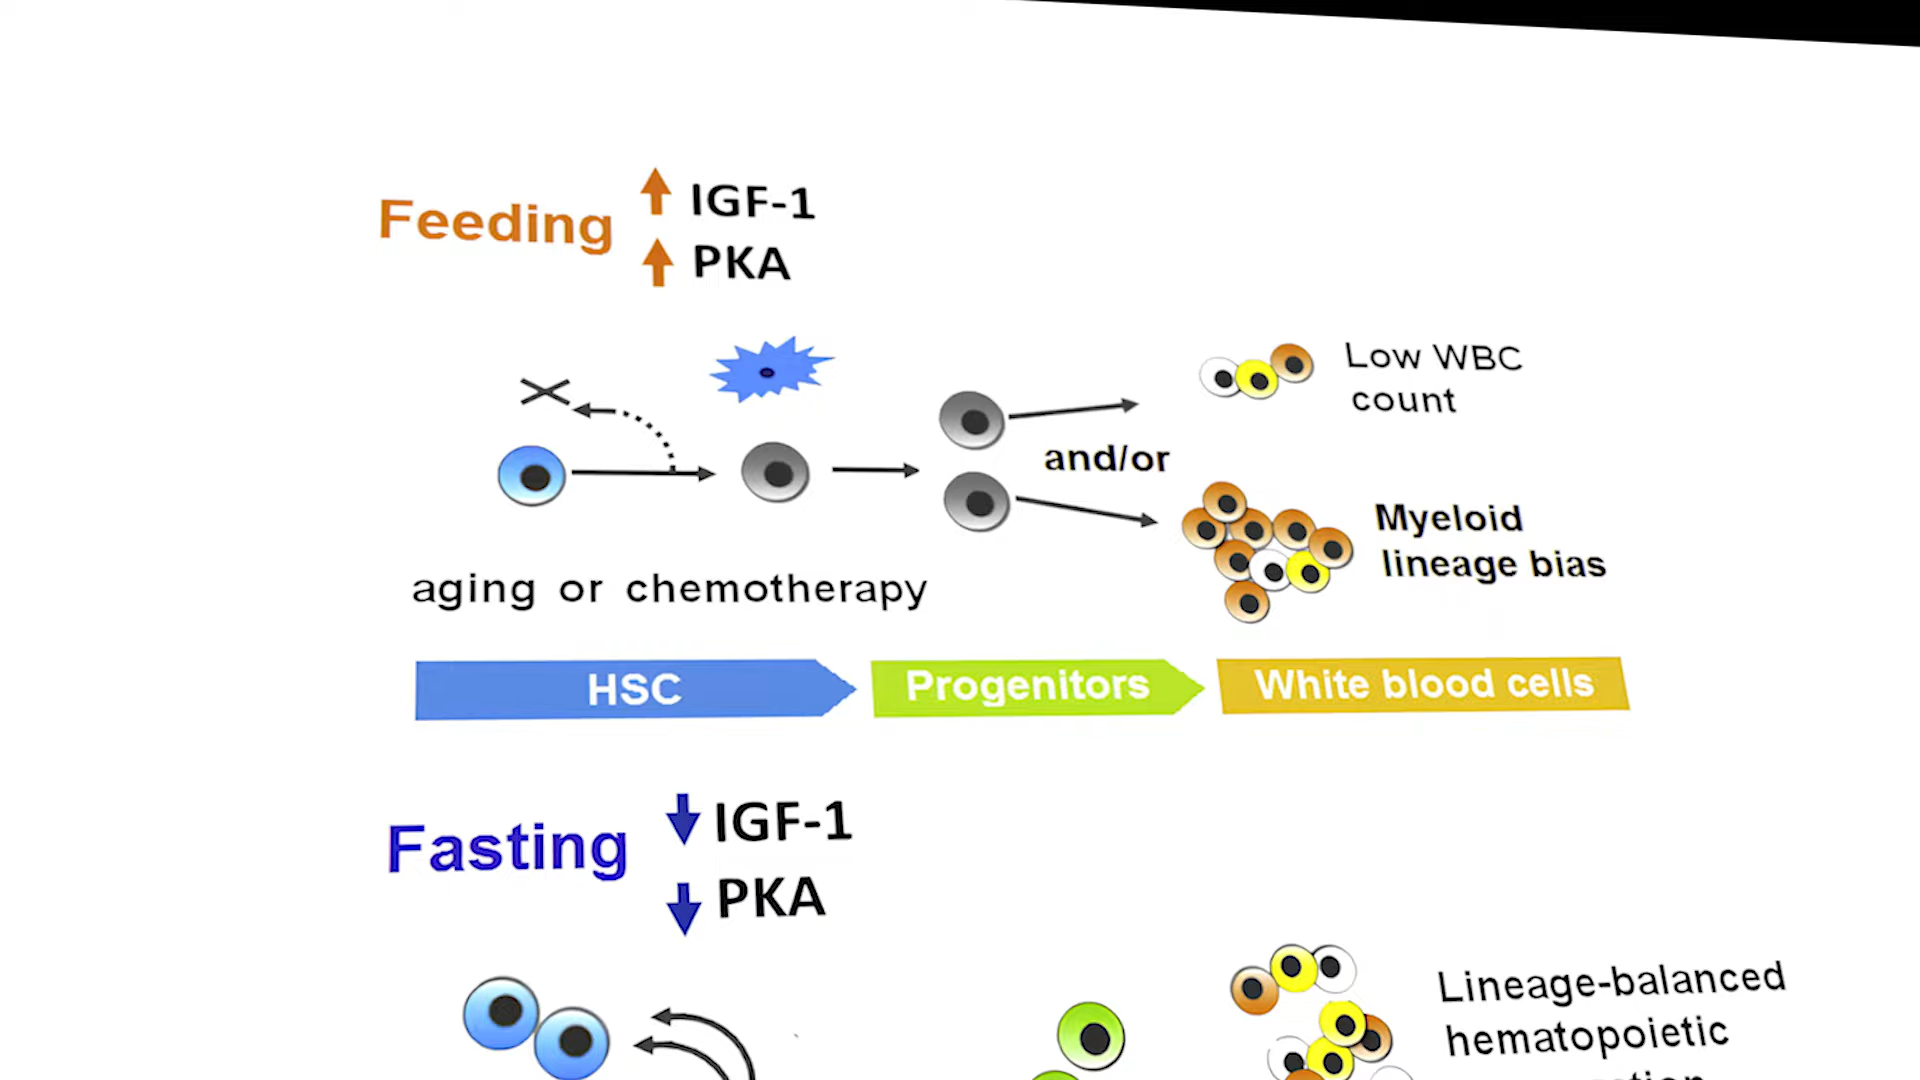 Feeding
IGF-1
PKA
Low WBC
count
and/or
Myeloid
lineage bias
aging or chemotherapy
HSC
Progenitors
White blood cells
Fasting
IGF-1
PKA
Lineage-balanced
hematopoietic